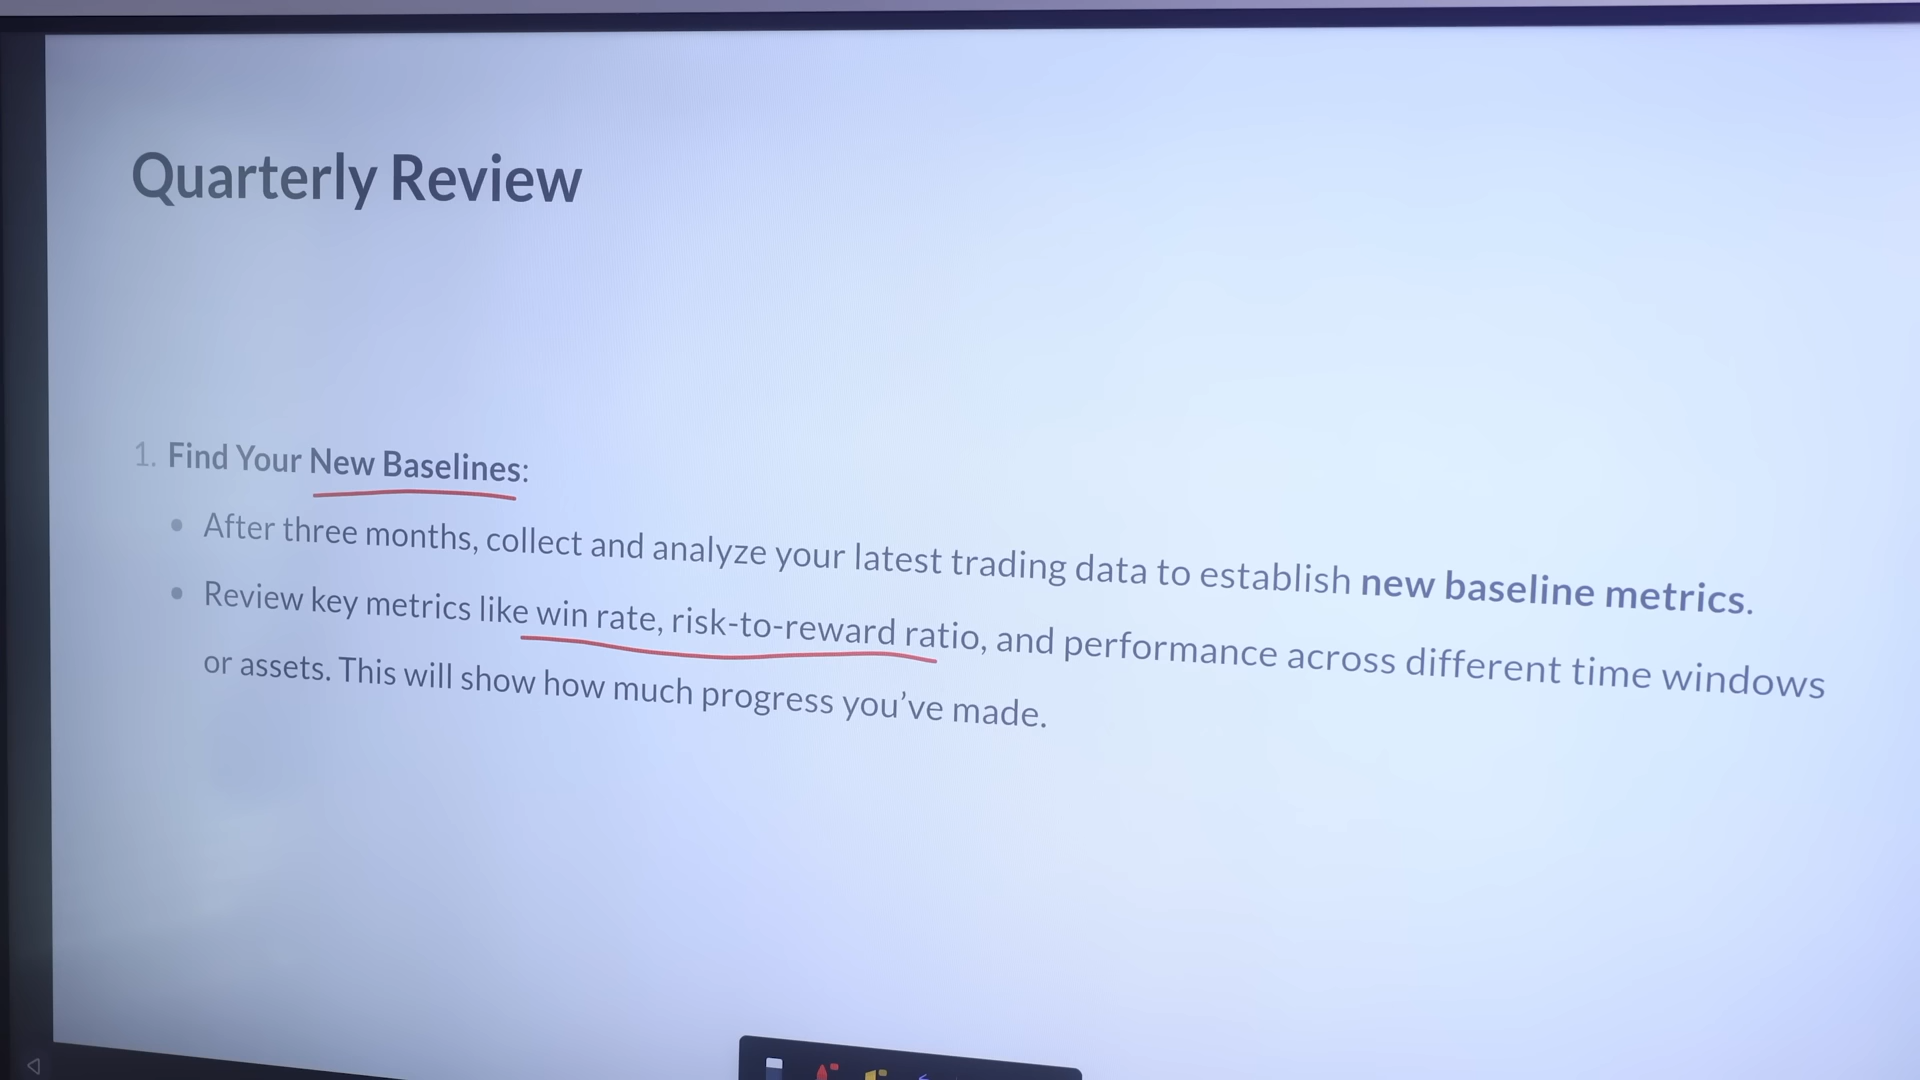 Quarterly Review
1. Find Your New Baselines:
• After three months, collect and analyze your latest trading data to establish new baseline metrics.
• Review key metrics like win rate, risk-to-reward ratio, and performance across different time windows
or assets. This will show how much progress you’ve made.